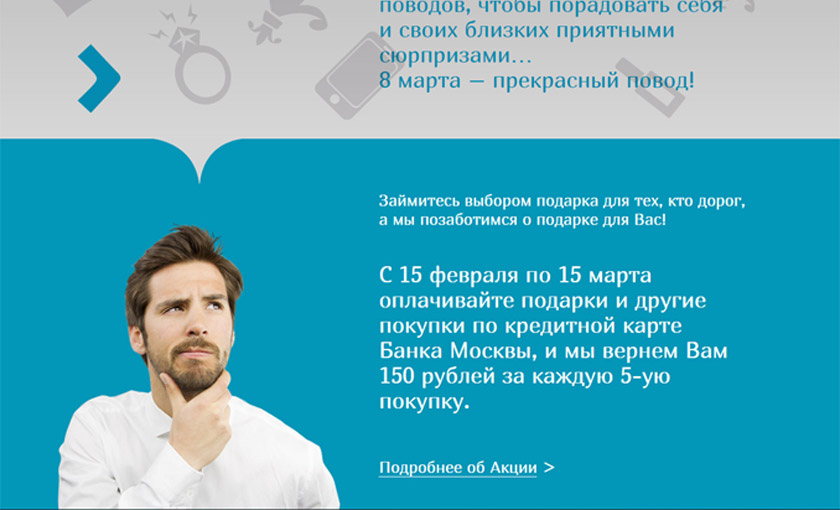 поводов, чтобы порадовать себя
и своих близких приятными
сюрпризами...
8 марта – прекрасный повод!
Займитесь выбором подарка для тех, кто дорог,
а мы позаботимся о подарке для Вас!
С 15 февраля по 15 марта
оплачивайте подарки и другие
покупки по кредитной карте
Банка Москвы, и мы вернем Вам
150 рублей за каждую 5-ую
покупку.
Подробнее об Акции >